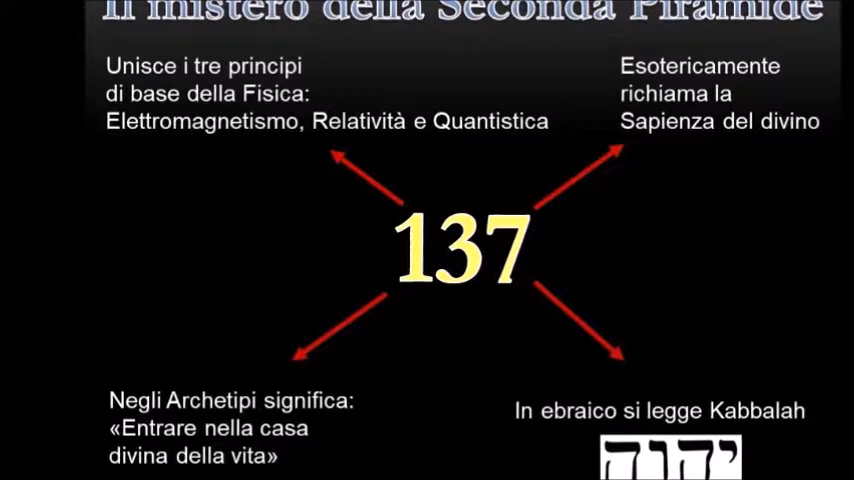 Il mistero della Seconda Piramide
Unisce i tre principi
di base della Fisica:
Elettromagnetismo, Relatività e Quantistica
Esotericamente
richiama la
Sapienza del divino
137
Negli Archetipi significa:
«Entrare nella casa
divina della vita»
In ebraico si legge Kabbalah
יהוה